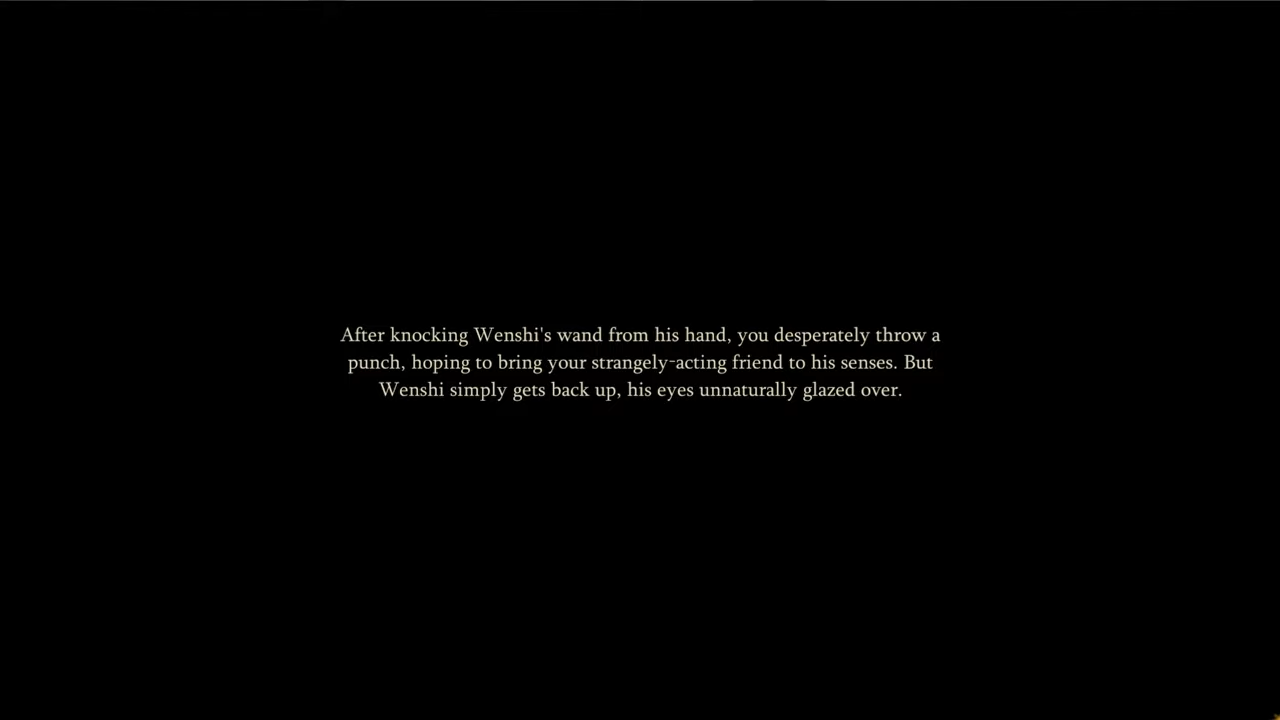 After knocking Wenshi's wand from his hand, you desperately throw a
punch, hoping to bring your strangely-acting friend to his senses. But
Wenshi simply gets back up, his eyes unnaturally glazed over.